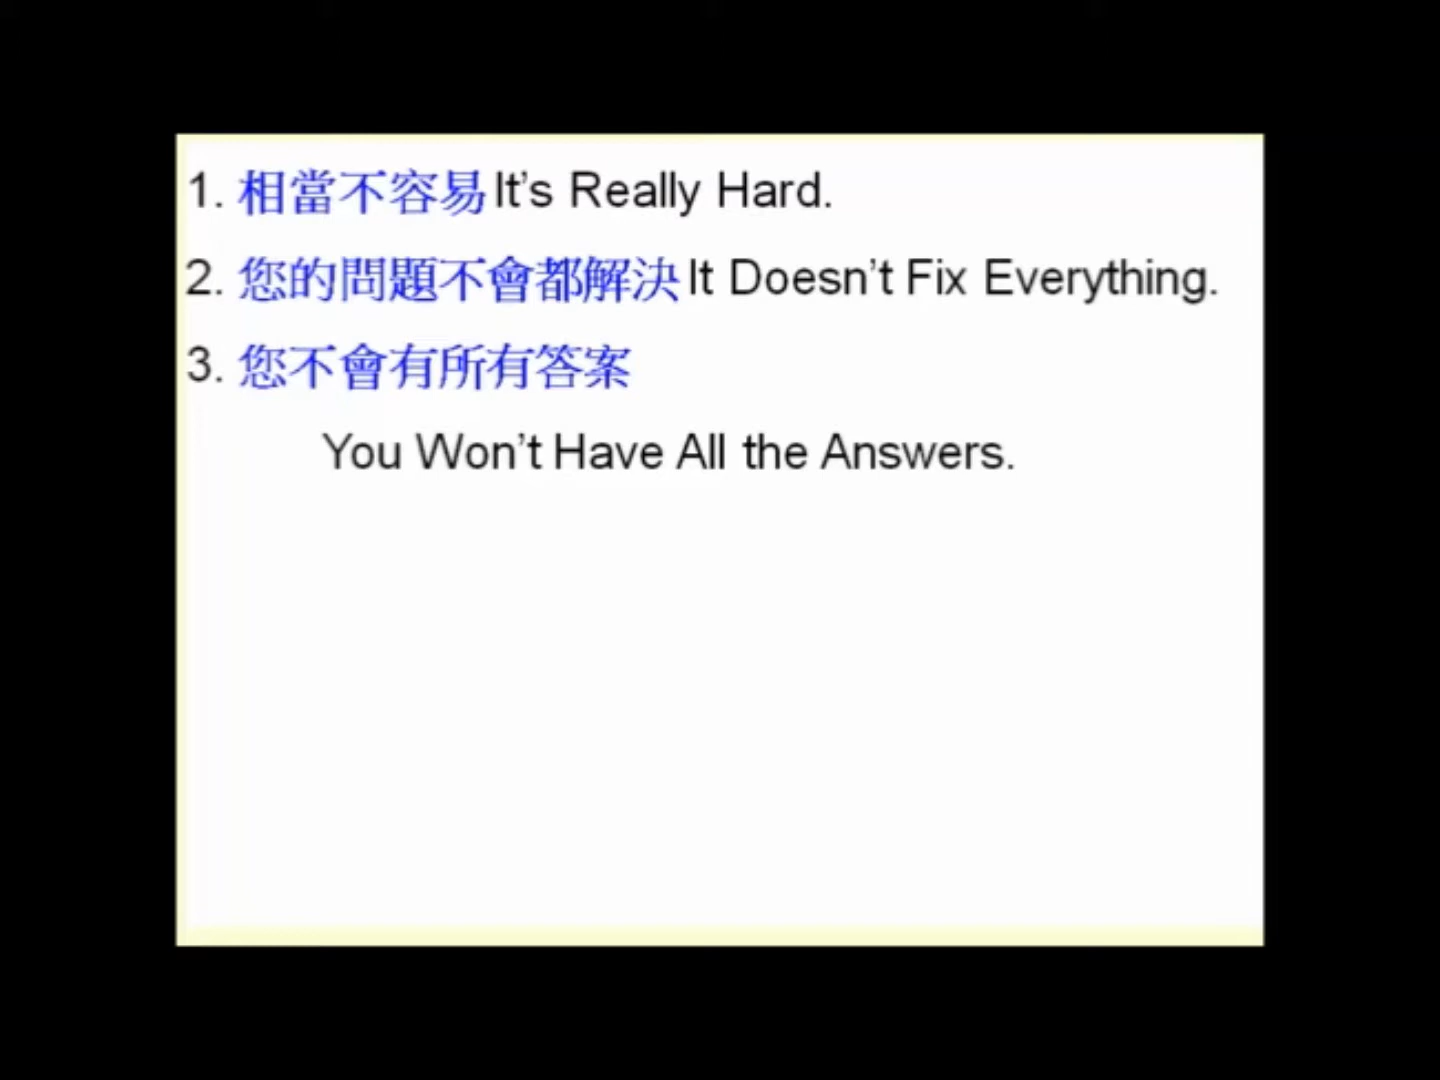 1. 相當不容易 It's Really Hard.
2. 您的問題不會都解決 It Doesn't Fix Everything.
3. 您不會有所有答案
You Won't Have All the Answers.